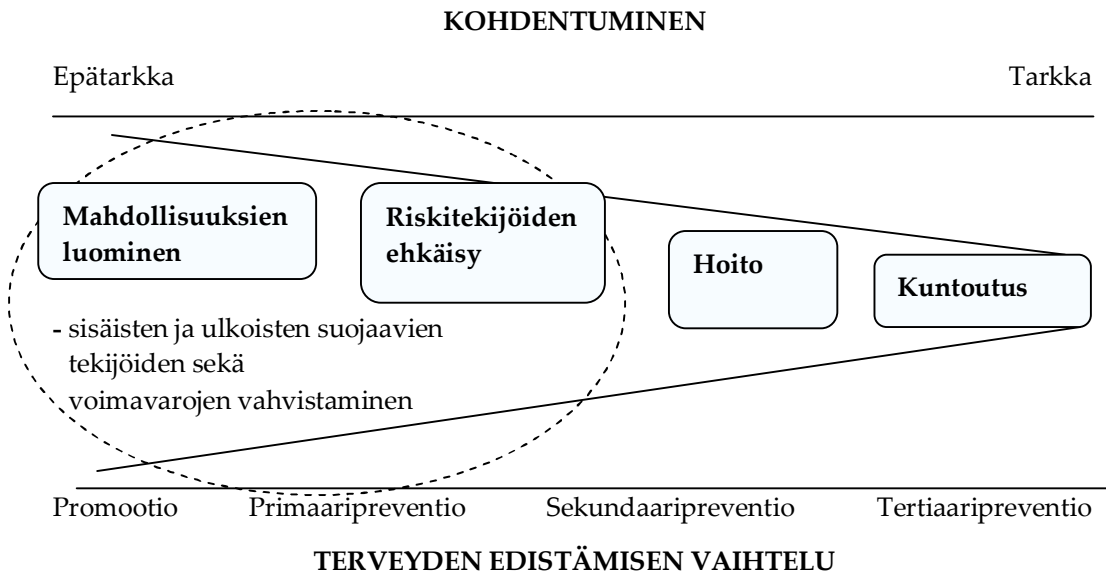 KOHDENTUMINEN
Epätarkka Tarkka
Mahdollisuuksien
luominen
Riskitekijöiden
ehkäisy
Hoito
Kuntoutus
- sisäisten ja ulkoisten suojaavien
tekijöiden sekä
voimavarojen vahvistaminen
Promootio Primaaripreventio Sekundaaripreventio Tertiaaripreventio
TERVEYDEN EDISTÄMISEN VAIHTELU